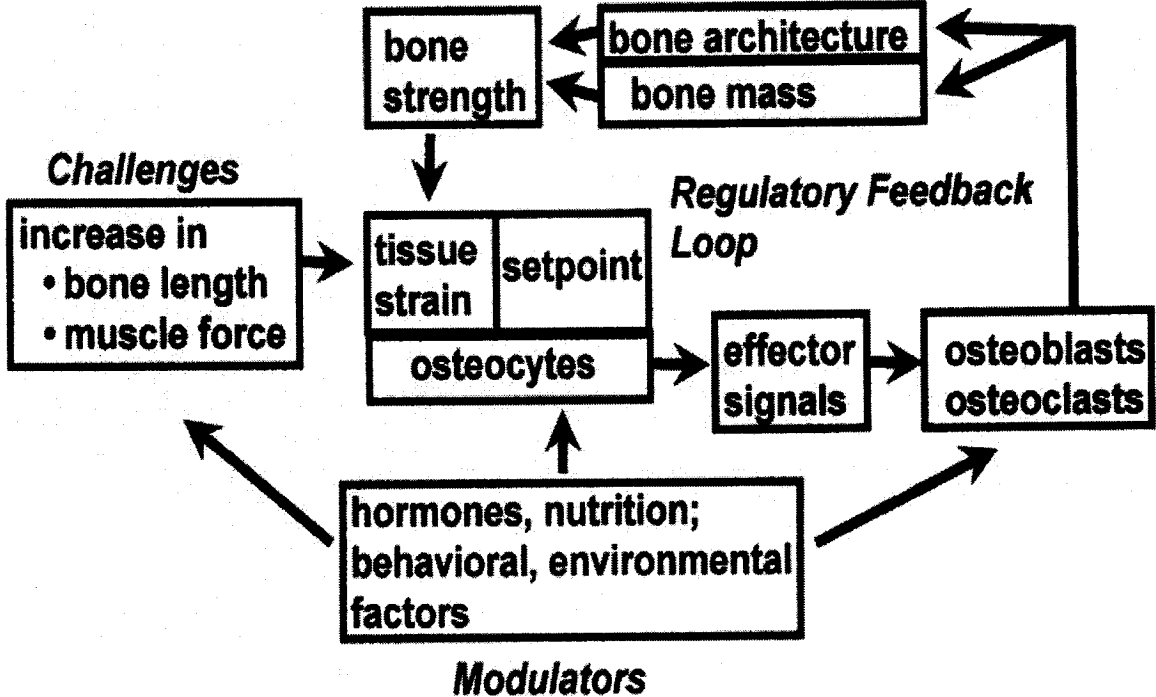 bone
strength
bone architecture
bone mass
Challenges
increase in
• bone length
• muscle force
tissue
strain
setpoint
osteocytes
Regulatory Feedback
Loop
effector
signals
osteoblasts
osteoclasts
hormones, nutrition;
behavioral, environmental
factors
Modulators